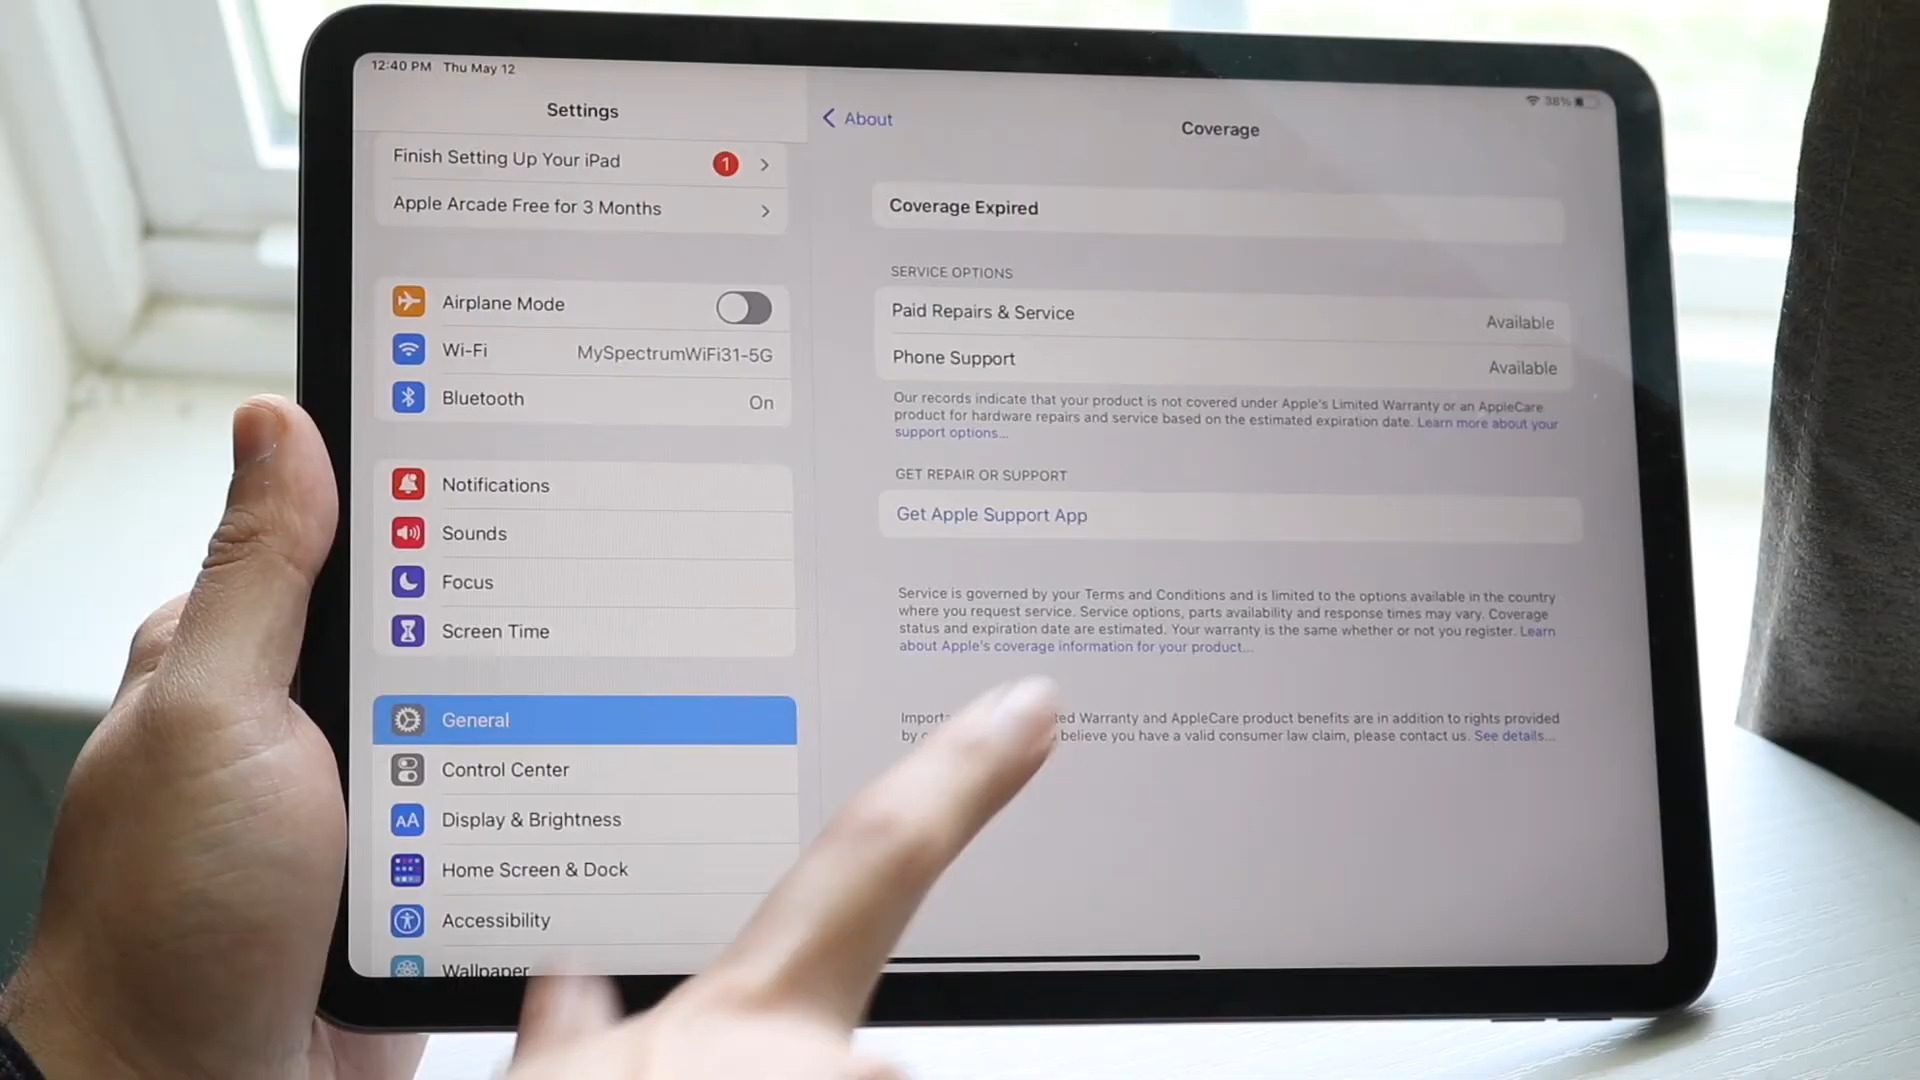 12:40 PM Thu May 12
38%
Settings
Finish Setting Up Your iPad 1
Apple Arcade Free for 3 Months
Airplane Mode
Wi-Fi MySpectrumWiFi31-5G
Bluetooth On
Notifications
Sounds
Focus
Screen Time
General
Control Center
AA Display & Brightness
Home Screen & Dock
Accessibility
Wallpaper
About
Coverage
Coverage Expired
SERVICE OPTIONS
Paid Repairs & Service Available
Phone Support Available
Our records indicate that your product is not covered under Apple's Limited Warranty or an AppleCare
product for hardware repairs and service based on the estimated expiration date. Learn more about your
support options...
GET REPAIR OR SUPPORT
Get Apple Support App
Service is governed by your Terms and Conditions and is limited to the options available in the country
where you request service. Service options, parts availability and response times may vary. Coverage
status and expiration date are estimated. Your warranty is the same whether or not you register. Learn
about Apple's coverage information for your product...
Warranty and AppleCare product benefits are in addition to rights provided
by believe you have a valid consumer law claim, please contact us. See details...